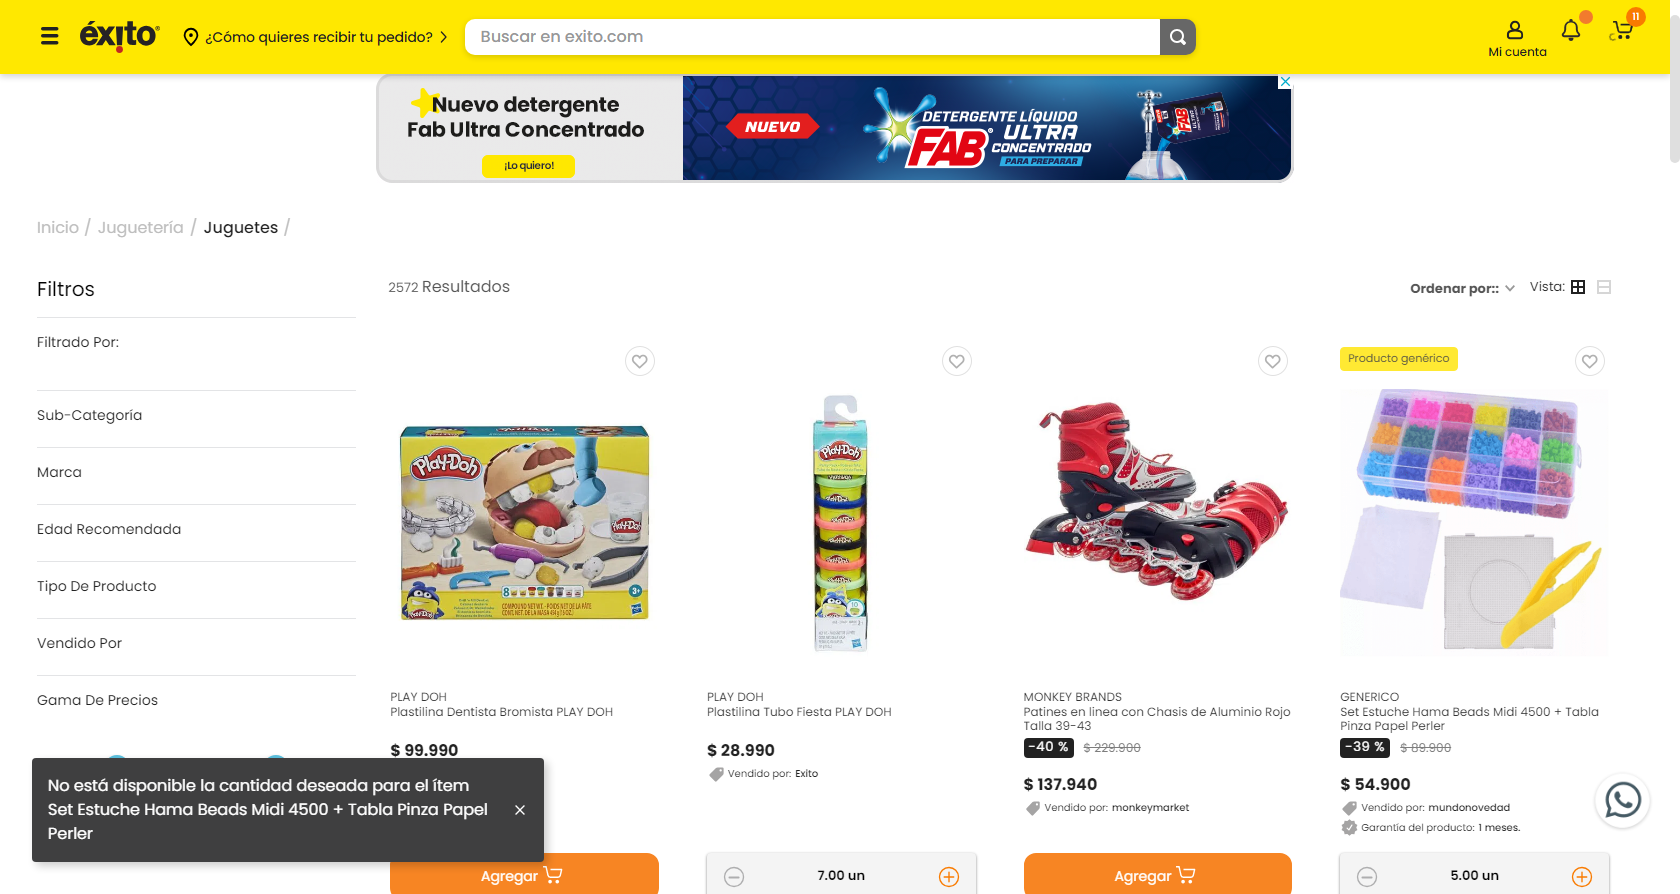 éxito
¿Cómo quieres recibir tu pedido?
Buscar en exito.com
Mi cuenta
11
Nuevo detergente
Fab Ultra Concentrado
¡Lo quiero!
NUEVO
DETERGENTE LÍQUIDO
FAB ULTRA
CONCENTRADO
PARA PREPARAR
Inicio / Juguetería / Juguetes /
Filtros
2572 Resultados
Ordenar por::
Vista:
Filtrado Por:
Sub-Categoría
Marca
Edad Recomendada
Tipo De Producto
Vendido Por
Gama De Precios
Play-Doh
PLAY DOH
Plastilina Dentista Bromista PLAY DOH
$ 99.990
Agregar
Play-Doh
PLAY DOH
Plastilina Tubo Fiesta PLAY DOH
$ 28.990
Vendido por: Exito
7.00 un
MONKEY BRANDS
Patines en linea con Chasis de Aluminio Rojo
Talla 39-43
-40 % $ 229.900
$ 137.940
Vendido por: monkeymarket
Agregar
Producto genérico
GENERICO
Set Estuche Hama Beads Midi 4500 + Tabla
Pinza Papel Perler
-39 % $ 89.900
$ 54.900
Vendido por: mundonovedad
Garantía del producto: 1 meses.
5.00 un
No está disponible la cantidad deseada para el ítem
Set Estuche Hama Beads Midi 4500 + Tabla Pinza Papel
Perler